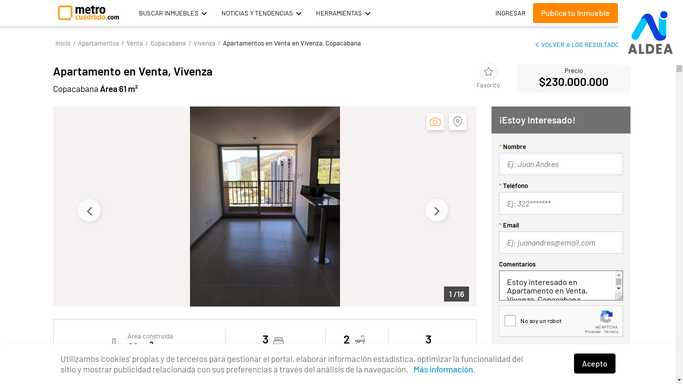 metro
cuadrado.com
BUSCAR INMUEBLES
NOTICIAS Y TENDENCIAS
HERRAMIENTAS
INGRESAR
Publica tu Inmueble
ALDEA
Inicio / Apartamentos / Venta / Copacabana / Vivenza / Apartamentos en Venta en Vivenza, Copacabana
VOLVER A LOS RESULTADO
Apartamento en Venta, Vivenza
Copacabana Área 61 m²
Favorito
Precio
$230.000.000
1 /16
¡Estoy Interesado!
* Nombre
Ej: Juan Andres
* Teléfono
Ej: 322*******
* Email
Ej: juanandres@email.com
Comentarios
Estoy interesado en
Apartamento en Venta,
Vivenza, Copacabana
No soy un robot
reCAPTCHA
Privacidad - Términos
Área construida
3
2
3
Utilizamos 'cookies' propias y de terceros para gestionar el portal, elaborar información estadística, optimizar la funcionalidad del
sitio y mostrar publicidad relacionada con sus preferencias a través del análisis de la navegación. Más información.
Acepto